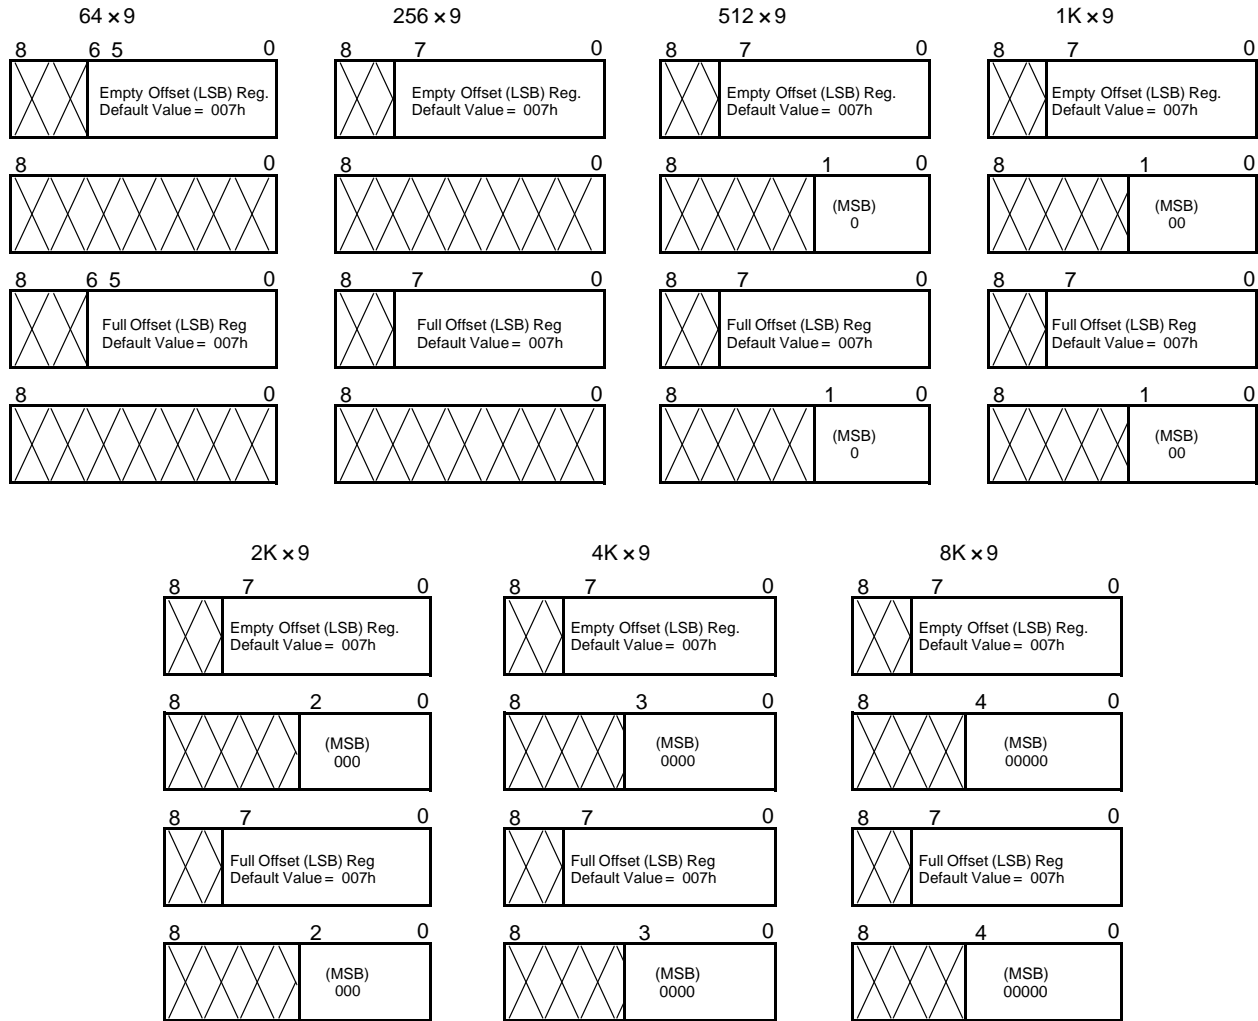 64 × 9 256 × 9 512 × 9 1K × 9
8 6 5 0 8 7 0 8 7 0 8 7 0
Empty Offset (LSB) Reg. Empty Offset (LSB) Reg. Empty Offset (LSB) Reg. Empty Offset (LSB) Reg.
Default Value = 007h Default Value = 007h Default Value = 007h Default Value = 007h
8 0 8 0 8 1 0 8 1 0
(MSB) (MSB)
0 00
8 6 5 0 8 7 0 8 7 0 8 7 0
Full Offset (LSB) Reg Full Offset (LSB) Reg Full Offset (LSB) Reg Full Offset (LSB) Reg
Default Value = 007h Default Value = 007h Default Value = 007h Default Value = 007h
8 0 8 0 8 1 0 8 1 0
(MSB) (MSB)
0 00
2K × 9 4K × 9 8K × 9
8 7 0 8 7 0 8 7 0
Empty Offset (LSB) Reg. Empty Offset (LSB) Reg. Empty Offset (LSB) Reg.
Default Value = 007h Default Value = 007h Default Value = 007h
8 2 0 8 3 0 8 4 0
(MSB) (MSB) (MSB)
000 0000 00000
8 7 0 8 7 0 8 7 0
Full Offset (LSB) Reg Full Offset (LSB) Reg Full Offset (LSB) Reg
Default Value = 007h Default Value = 007h Default Value = 007h
8 2 0 8 3 0 8 4 0
(MSB) (MSB) (MSB)
000 0000 00000